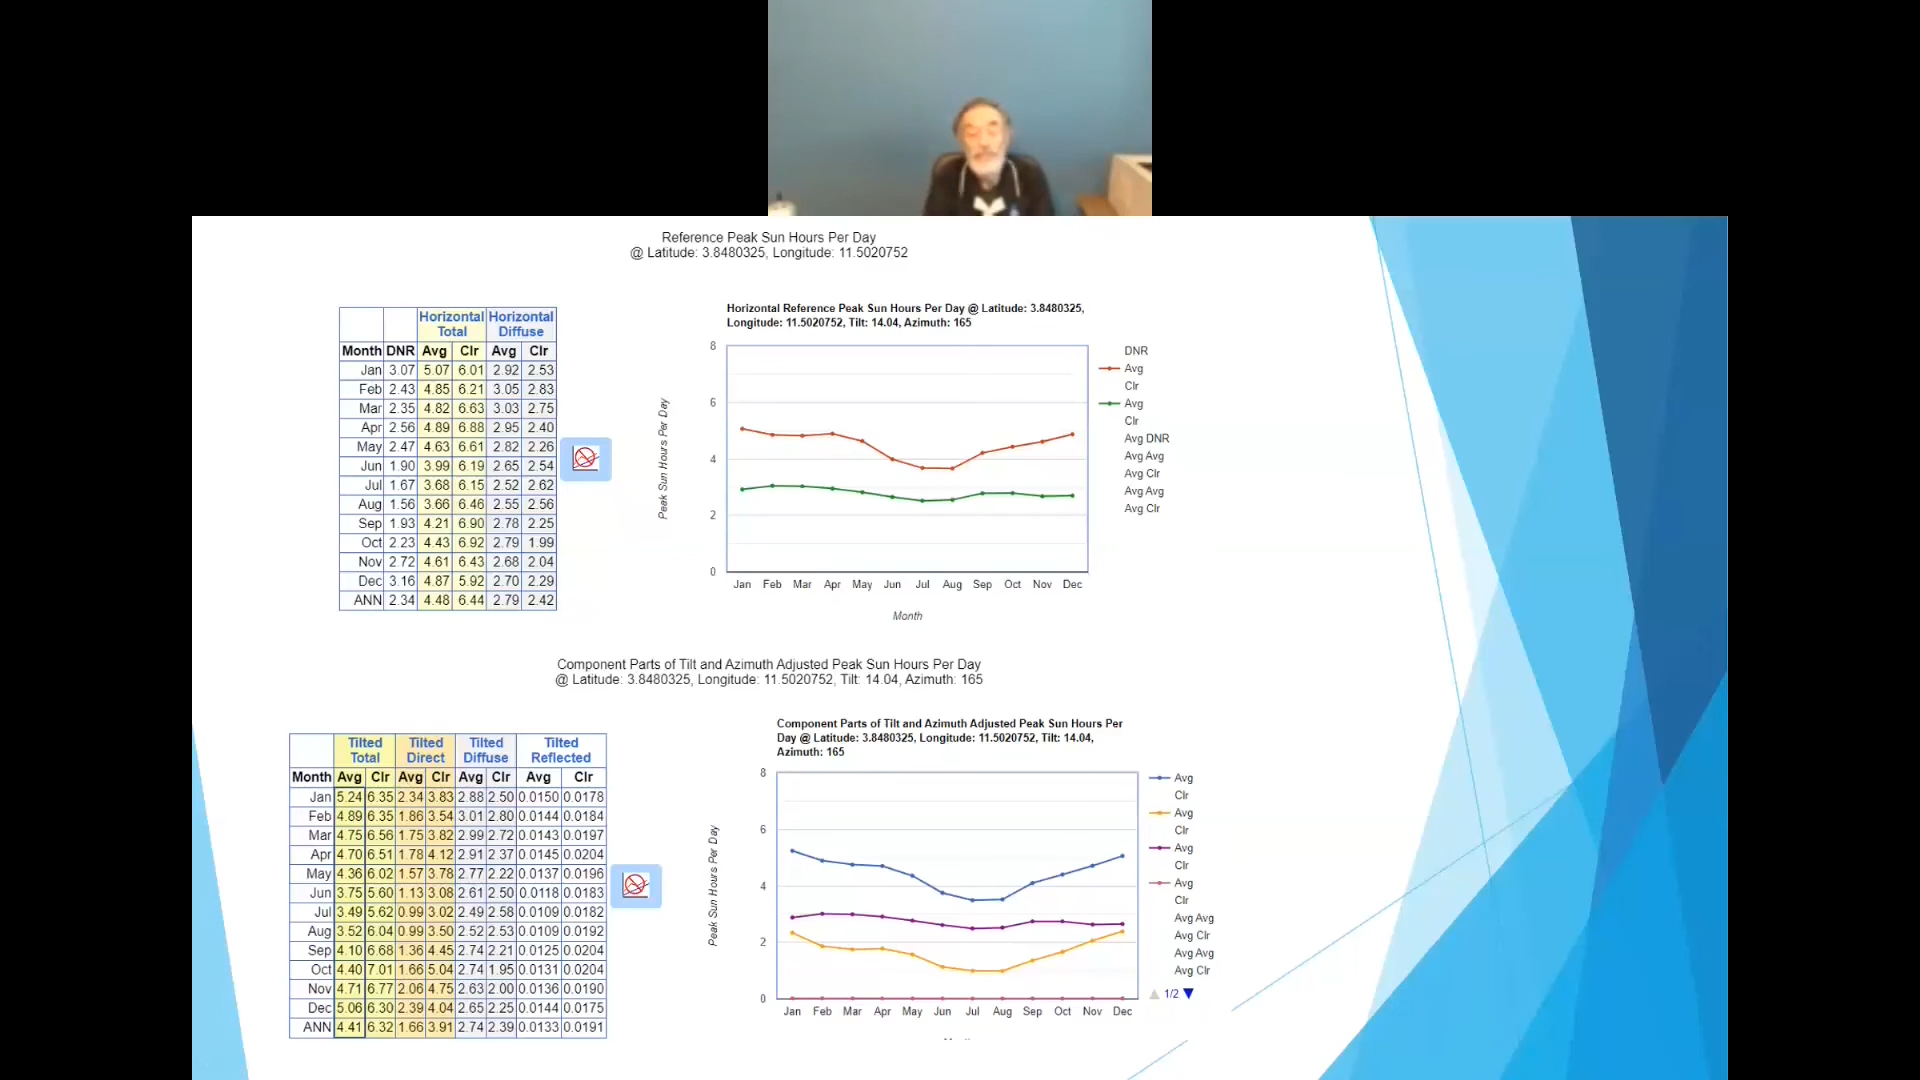 Reference Peak Sun Hours Per Day
@ Latitude: 3.8480325, Longitude: 11.5020752
Horizontal Total Horizontal Diffuse
Month DNR Avg Clr Avg Clr
Jan 3.07 5.07 6.01 2.92 2.53
Feb 2.43 4.85 6.21 3.05 2.83
Mar 2.35 4.82 6.63 3.03 2.75
Apr 2.56 4.89 6.88 2.95 2.40
May 2.47 4.63 6.61 2.82 2.26
Jun 1.90 3.99 6.19 2.65 2.54
Jul 1.67 3.68 6.15 2.52 2.62
Aug 1.56 3.66 6.46 2.55 2.56
Sep 1.93 4.21 6.90 2.78 2.25
Oct 2.23 4.43 6.92 2.79 1.99
Nov 2.72 4.61 6.43 2.68 2.04
Dec 3.16 4.87 5.92 2.70 2.29
ANN 2.34 4.48 6.44 2.79 2.42
Horizontal Reference Peak Sun Hours Per Day @ Latitude: 3.8480325,
Longitude: 11.5020752, Tilt: 14.04, Azimuth: 165
Peak Sun Hours Per Day
8
6
4
2
0
Jan Feb Mar Apr May Jun Jul Aug Sep Oct Nov Dec
Month
DNR
Avg
Clr
Avg
Clr
Avg DNR
Avg Avg
Avg Clr
Avg Avg
Avg Clr
Component Parts of Tilt and Azimuth Adjusted Peak Sun Hours Per Day
@ Latitude: 3.8480325, Longitude: 11.5020752, Tilt: 14.04, Azimuth: 165
Tilted Total Tilted Direct Tilted Diffuse Tilted Reflected
Month Avg Clr Avg Clr Avg Clr Avg Clr
Jan 5.24 6.35 2.34 3.83 2.88 2.50 0.0150 0.0178
Feb 4.89 6.35 1.86 3.54 3.01 2.80 0.0144 0.0184
Mar 4.75 6.56 1.75 3.82 2.99 2.72 0.0143 0.0197
Apr 4.70 6.51 1.78 4.12 2.91 2.37 0.0145 0.0204
May 4.36 6.02 1.57 3.78 2.77 2.22 0.0137 0.0196
Jun 3.75 5.60 1.13 3.08 2.61 2.50 0.0118 0.0183
Jul 3.49 5.62 0.99 3.02 2.49 2.58 0.0109 0.0182
Aug 3.52 6.04 0.99 3.50 2.52 2.53 0.0109 0.0192
Sep 4.10 6.68 1.36 4.45 2.74 2.21 0.0125 0.0204
Oct 4.40 7.01 1.66 5.04 2.74 1.95 0.0131 0.0204
Nov 4.71 6.77 2.06 4.75 2.63 2.00 0.0136 0.0190
Dec 5.06 6.30 2.39 4.04 2.65 2.25 0.0144 0.0175
ANN 4.41 6.32 1.66 3.91 2.74 2.39 0.0133 0.0191
Component Parts of Tilt and Azimuth Adjusted Peak Sun Hours Per
Day @ Latitude: 3.8480325, Longitude: 11.5020752, Tilt: 14.04,
Azimuth: 165
Peak Sun Hours Per Day
8
6
4
2
0
Jan Feb Mar Apr May Jun Jul Aug Sep Oct Nov Dec
Avg
Clr
Avg
Clr
Avg
Clr
Avg
Clr
Avg Avg
Avg Clr
Avg Avg
Avg Clr
1/2